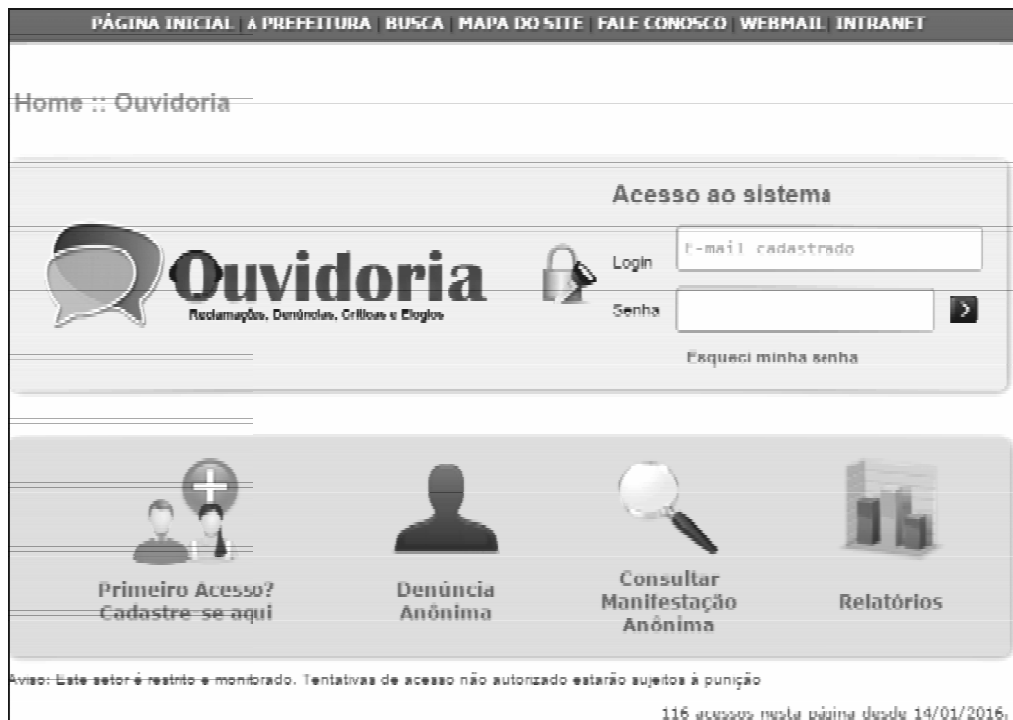 PÁGINA INICIAL | A PREFEITURA | BUSCA | MAPA DO SITE | FALE CONOSCO | WEBMAIL | INTRANET
Home :: Ouvidoria
Acesso ao sistema
Ouvidoria
Reclamações, Denúncias, Críticas e Elogios
Login
E-mail cadastrado
Senha
Esqueci minha senha
Primeiro Acesso?
Cadastre-se aqui
Denúncia
Anônima
Consultar
Manifestação
Anônima
Relatórios
Aviso: Este setor é restrito e monitorado. Tentativas de acesso não autorizado estarão sujeitos à punição
116 acessos nesta página desde 14/01/2016.